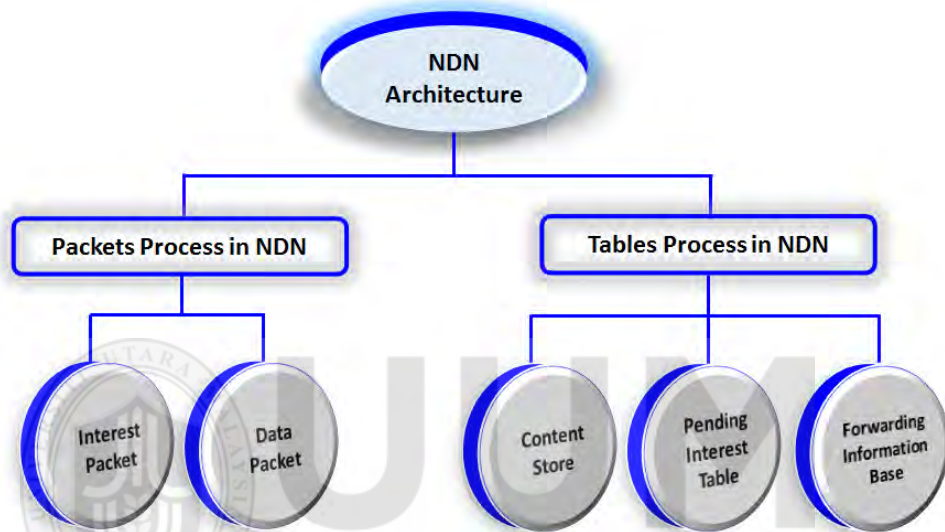 NDN
Architecture
Packets Process in NDN
Tables Process in NDN
Interest
Packet
Data
Packet
Content
Store
Pending
Interest
Table
Forwarding
Information
Base
UUM